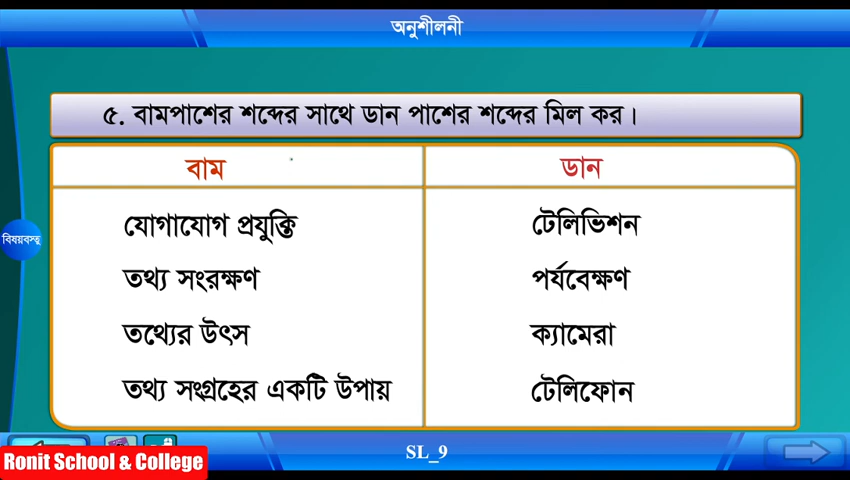 অনুশীলনী
৫. বামপাশের শব্দের সাথে ডান পাশের শব্দের মিল কর।
বাম ডান
যোগাযোগ প্রযুক্তি টেলিভিশন
তথ্য সংরক্ষণ পর্যবেক্ষণ
তথ্যের উৎস ক্যামেরা
তথ্য সংগ্রহের একটি উপায় টেলিফোন
বিষয়বস্তু
SL_9
Ronit School & College